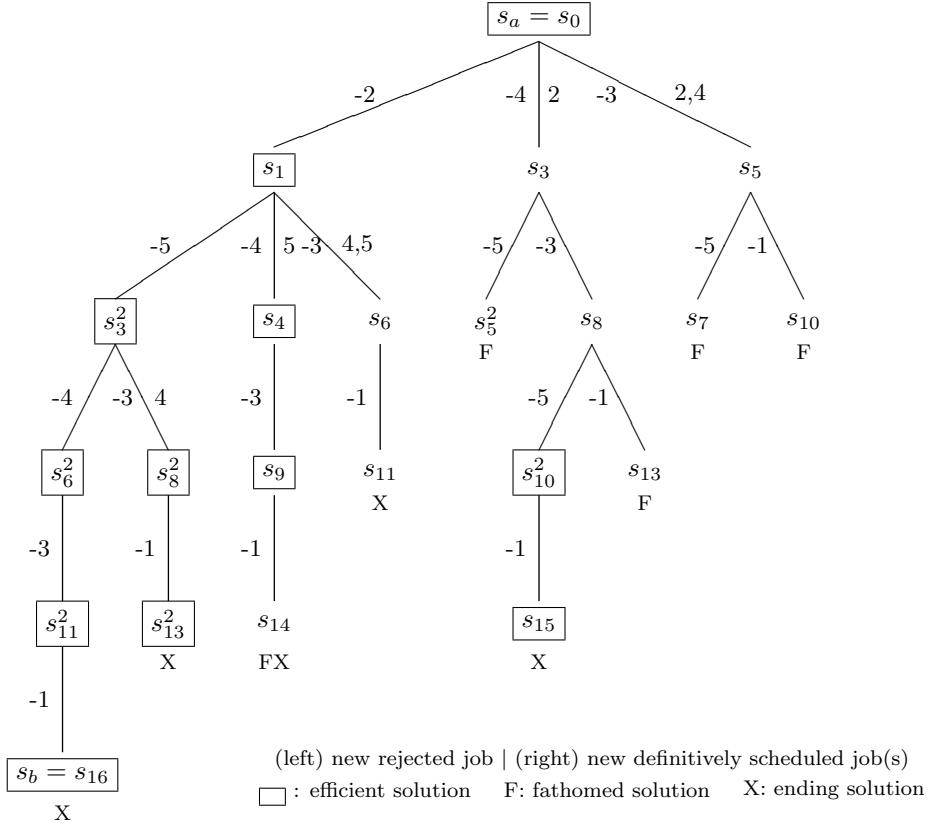 s_a = s_0
-2 -4 2 -3 2,4
s_1 s_3 s_5
-5 -4 5 -3 4,5 -5 -3 -5 -1
s_3^2 s_4 s_6 s_5^2 s_8 s_7 s_10
F F F
-4 -3 4 -3 -1 -5 -1
s_6^2 s_8^2 s_9 s_11 s_10^2 s_13
X F
-3 -1 -1 -1
s_11^2 s_13^2 s_14 s_15
X FX X
-1
(left) new rejected job | (right) new definitively scheduled job(s)
s_b = s_16 : efficient solution F: fathomed solution X: ending solution
X